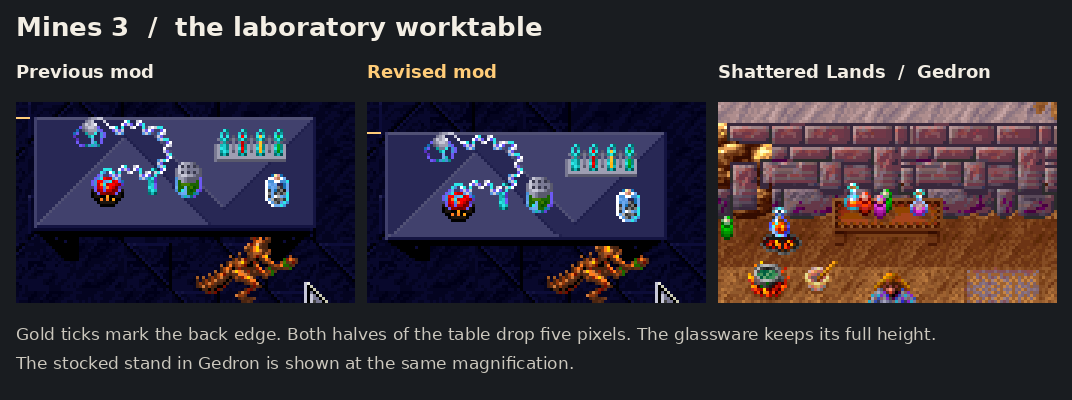 Mines 3 / the laboratory worktable
Previous mod
Revised mod
Shattered Lands / Gedron
Gold ticks mark the back edge. Both halves of the table drop five pixels. The glassware keeps its full height.
The stocked stand in Gedron is shown at the same magnification.